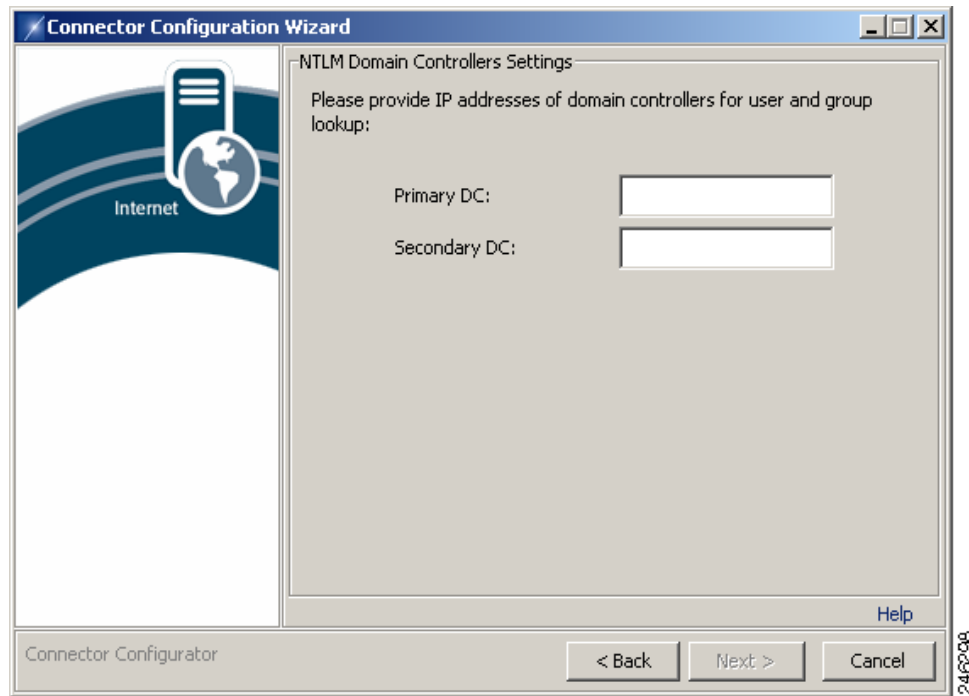 Connector Configuration Wizard
NTLM Domain Controllers Settings
Please provide IP addresses of domain controllers for user and group
lookup:
Primary DC:
Secondary DC:
Internet
Help
Connector Configurator
< Back
Next >
Cancel
246298